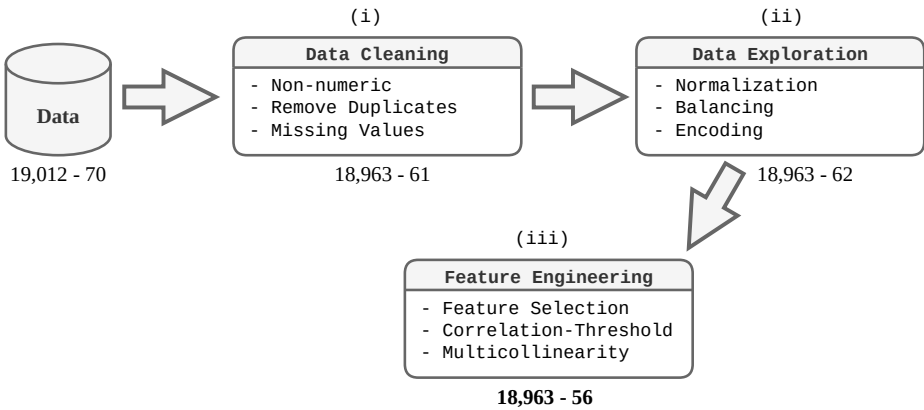 (i)
(ii)
Data
19,012 - 70
Data Cleaning
- Non-numeric
- Remove Duplicates
- Missing Values
18,963 - 61
Data Exploration
- Normalization
- Balancing
- Encoding
18,963 - 62
(iii)
Feature Engineering
- Feature Selection
- Correlation-Threshold
- Multicollinearity
18,963 - 56